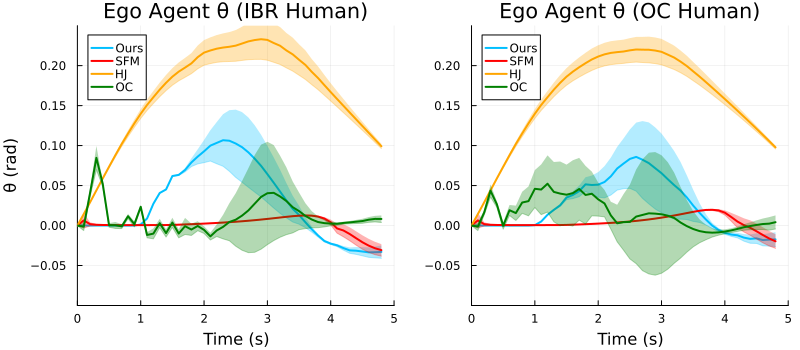 Ego Agent θ (IBR Human)
θ (rad)
0.20
0.15
0.10
0.05
0.00
−0.05
Ours
SFM
HJ
OC
0 1 2 3 4 5
Time (s)
Ego Agent θ (OC Human)
0.20
0.15
0.10
0.05
0.00
−0.05
Ours
SFM
HJ
OC
0 1 2 3 4 5
Time (s)